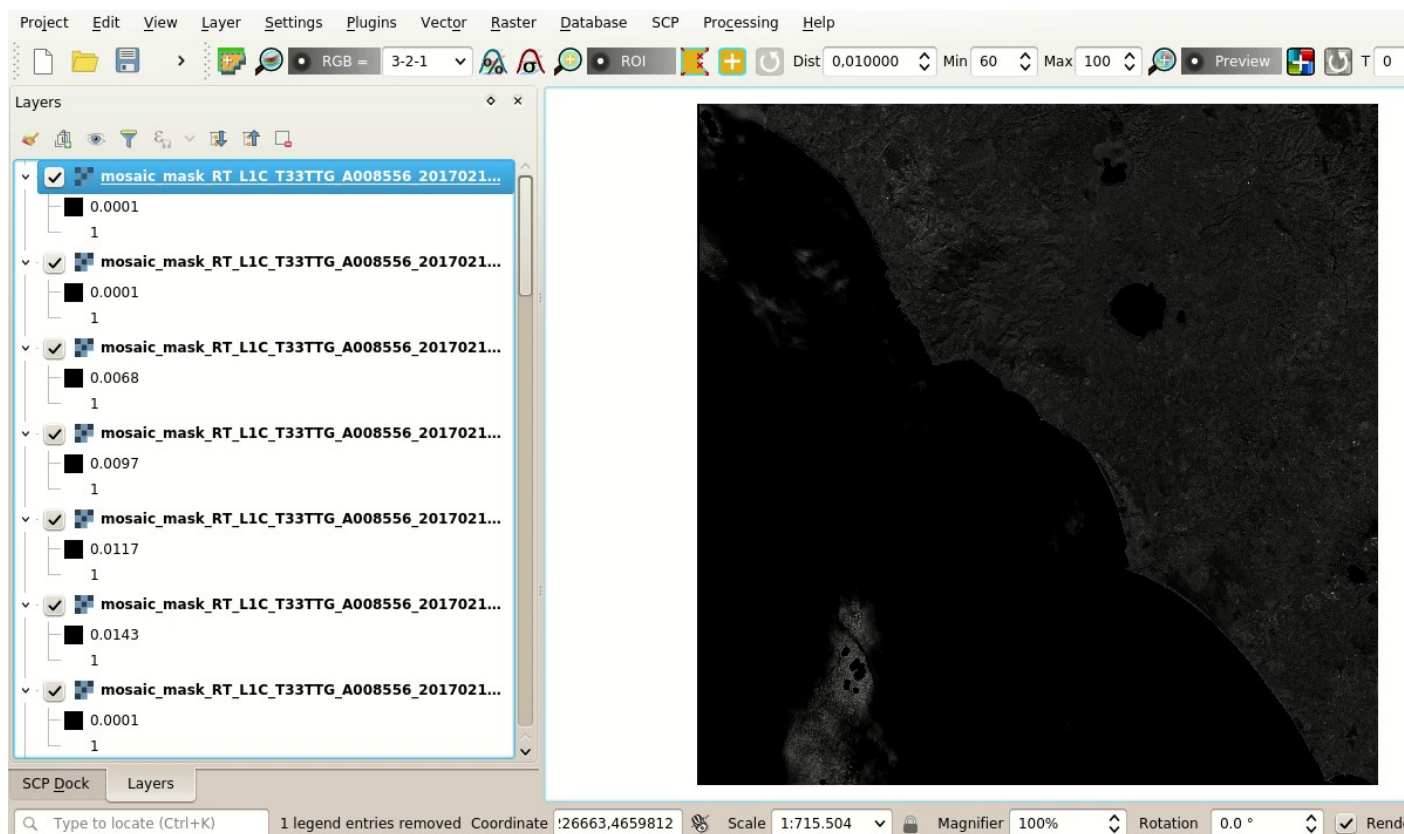 Project Edit View Layer Settings Plugins Vector Raster Database SCP Processing Help
RGB = 3-2-1 ROI Dist 0,010000 Min 60 Max 100 Preview T 0
Layers
mosaic_mask_RT_L1C_T33TTG_A008556_2017021...
0.0001
1
mosaic_mask_RT_L1C_T33TTG_A008556_2017021...
0.0001
1
mosaic_mask_RT_L1C_T33TTG_A008556_2017021...
0.0068
1
mosaic_mask_RT_L1C_T33TTG_A008556_2017021...
0.0097
1
mosaic_mask_RT_L1C_T33TTG_A008556_2017021...
0.0117
1
mosaic_mask_RT_L1C_T33TTG_A008556_2017021...
0.0143
1
mosaic_mask_RT_L1C_T33TTG_A008556_2017021...
0.0001
1
SCP Dock Layers
Type to locate (Ctrl+K) 1 legend entries removed Coordinate 26663,4659812 Scale 1:715.504 Magnifier 100% Rotation 0.0 ° Rende